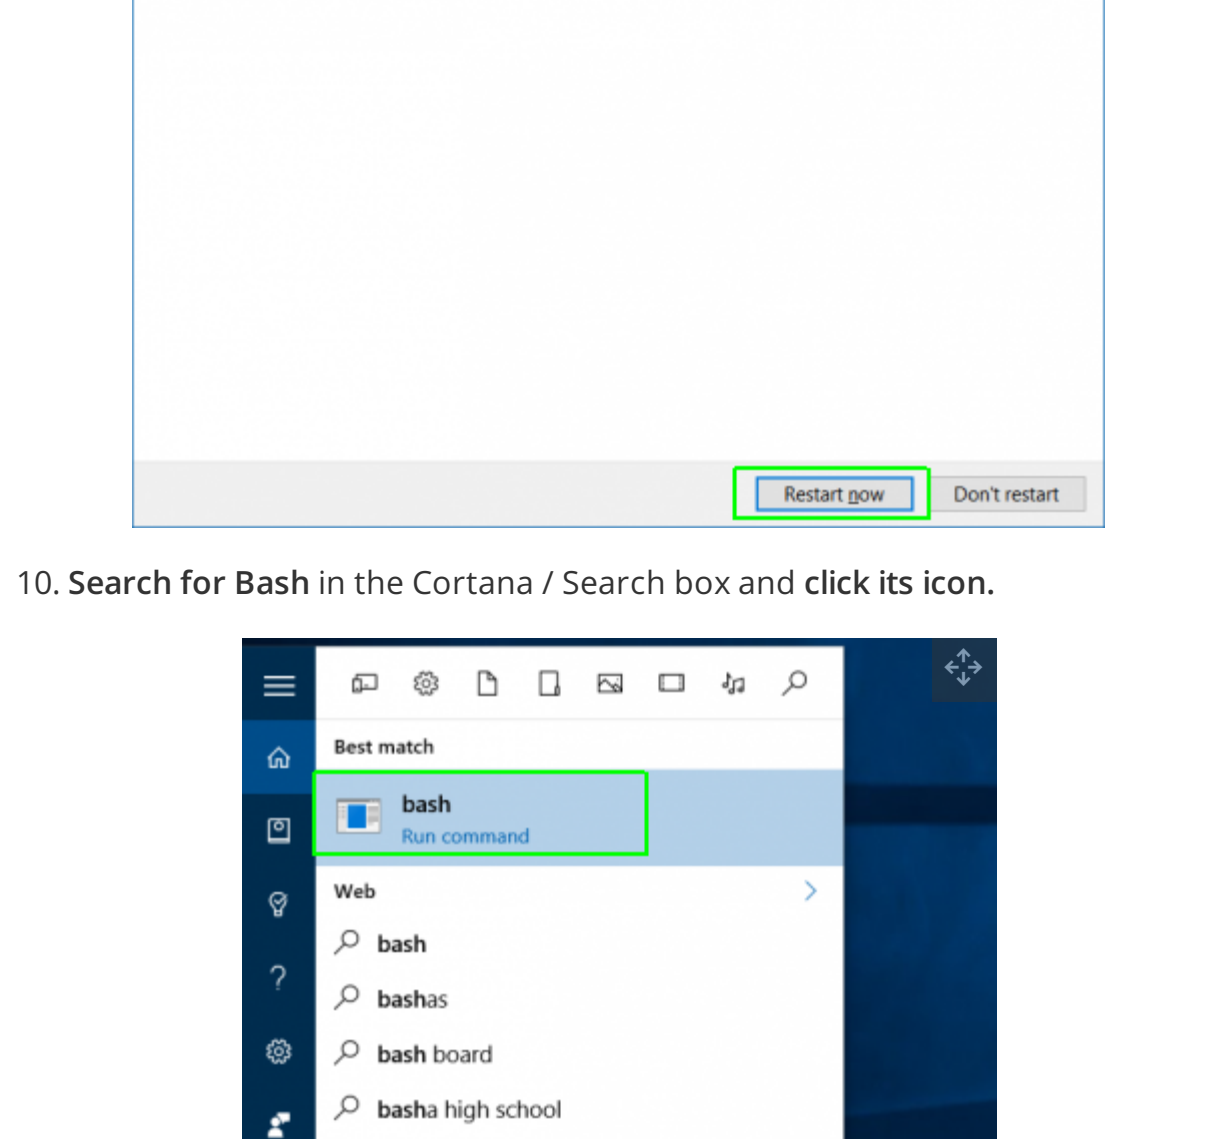 Restart now
Don't restart
10. Search for Bash in the Cortana / Search box and click its icon.
Best match
bash
Run command
Web
bash
bashas
bash board
basha high school